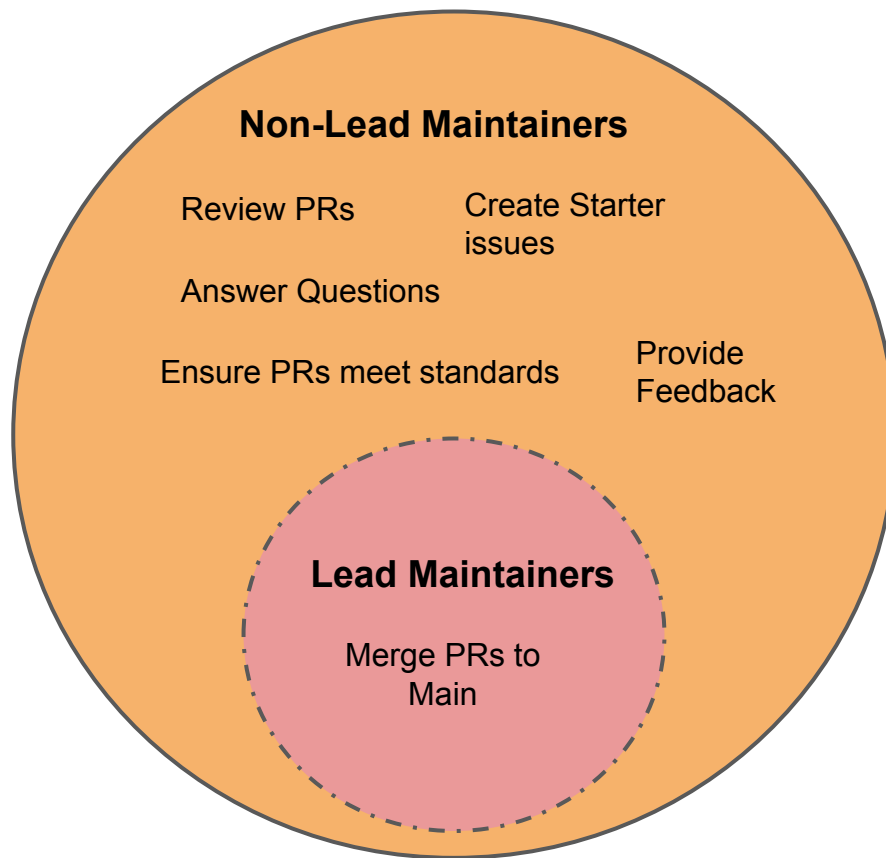 Non-Lead Maintainers
Review PRs
Create Starter
issues
Answer Questions
Ensure PRs meet standards
Provide
Feedback
Lead Maintainers
Merge PRs to
Main